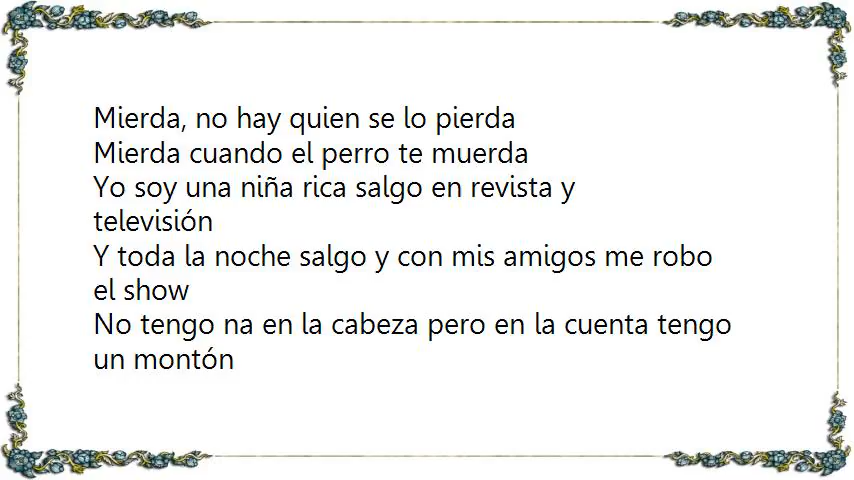 Mierda, no hay quien se lo pierda
Mierda cuando el perro te muerda
Yo soy una niña rica salgo en revista y
televisión
Y toda la noche salgo y con mis amigos me robo
el show
No tengo na en la cabeza pero en la cuenta tengo
un montón